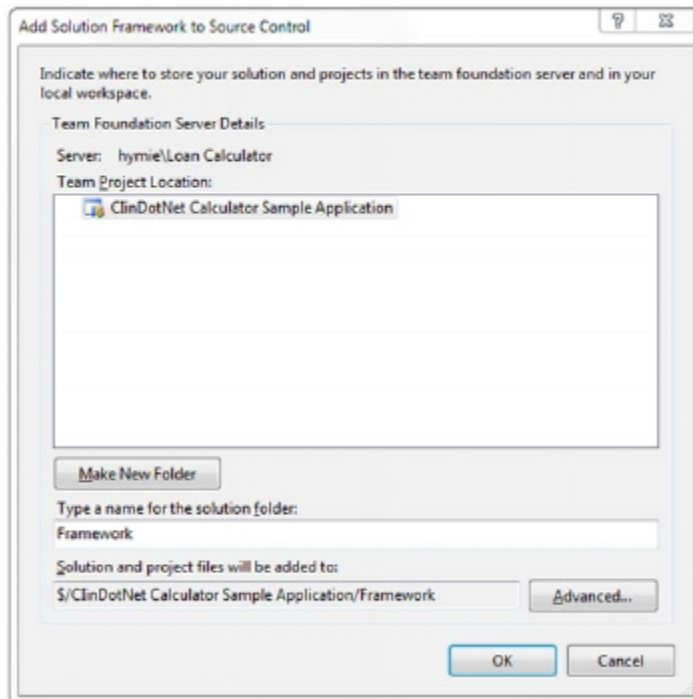 Add Solution Framework to Source Control
Indicate where to store your solution and projects in the team foundation server and in your
local workspace.
Team Foundation Server Details
Server: hymie\Loan Calculator
Team Project Location:
CIinDotNet Calculator Sample Application
Make New Folder
Type a name for the solution folder:
Framework
Solution and project files will be added to:
$/CIinDotNet Calculator Sample Application/Framework
Advanced...
OK
Cancel